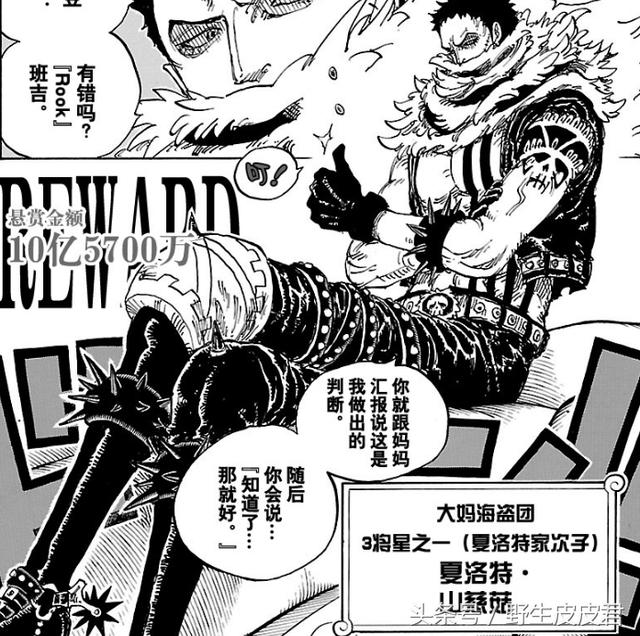 有错吗？
『Rook』
班吉。
叮！
REWARD
悬赏金额
10亿5700万
你就跟妈妈
汇报说这是
我做出的
判断。
随后
你会说…
『知道了…
那就好。』
大妈海盗团
3将星之一（夏洛特家次子）
夏洛特·
山慈菇
头条号/野生皮皮君